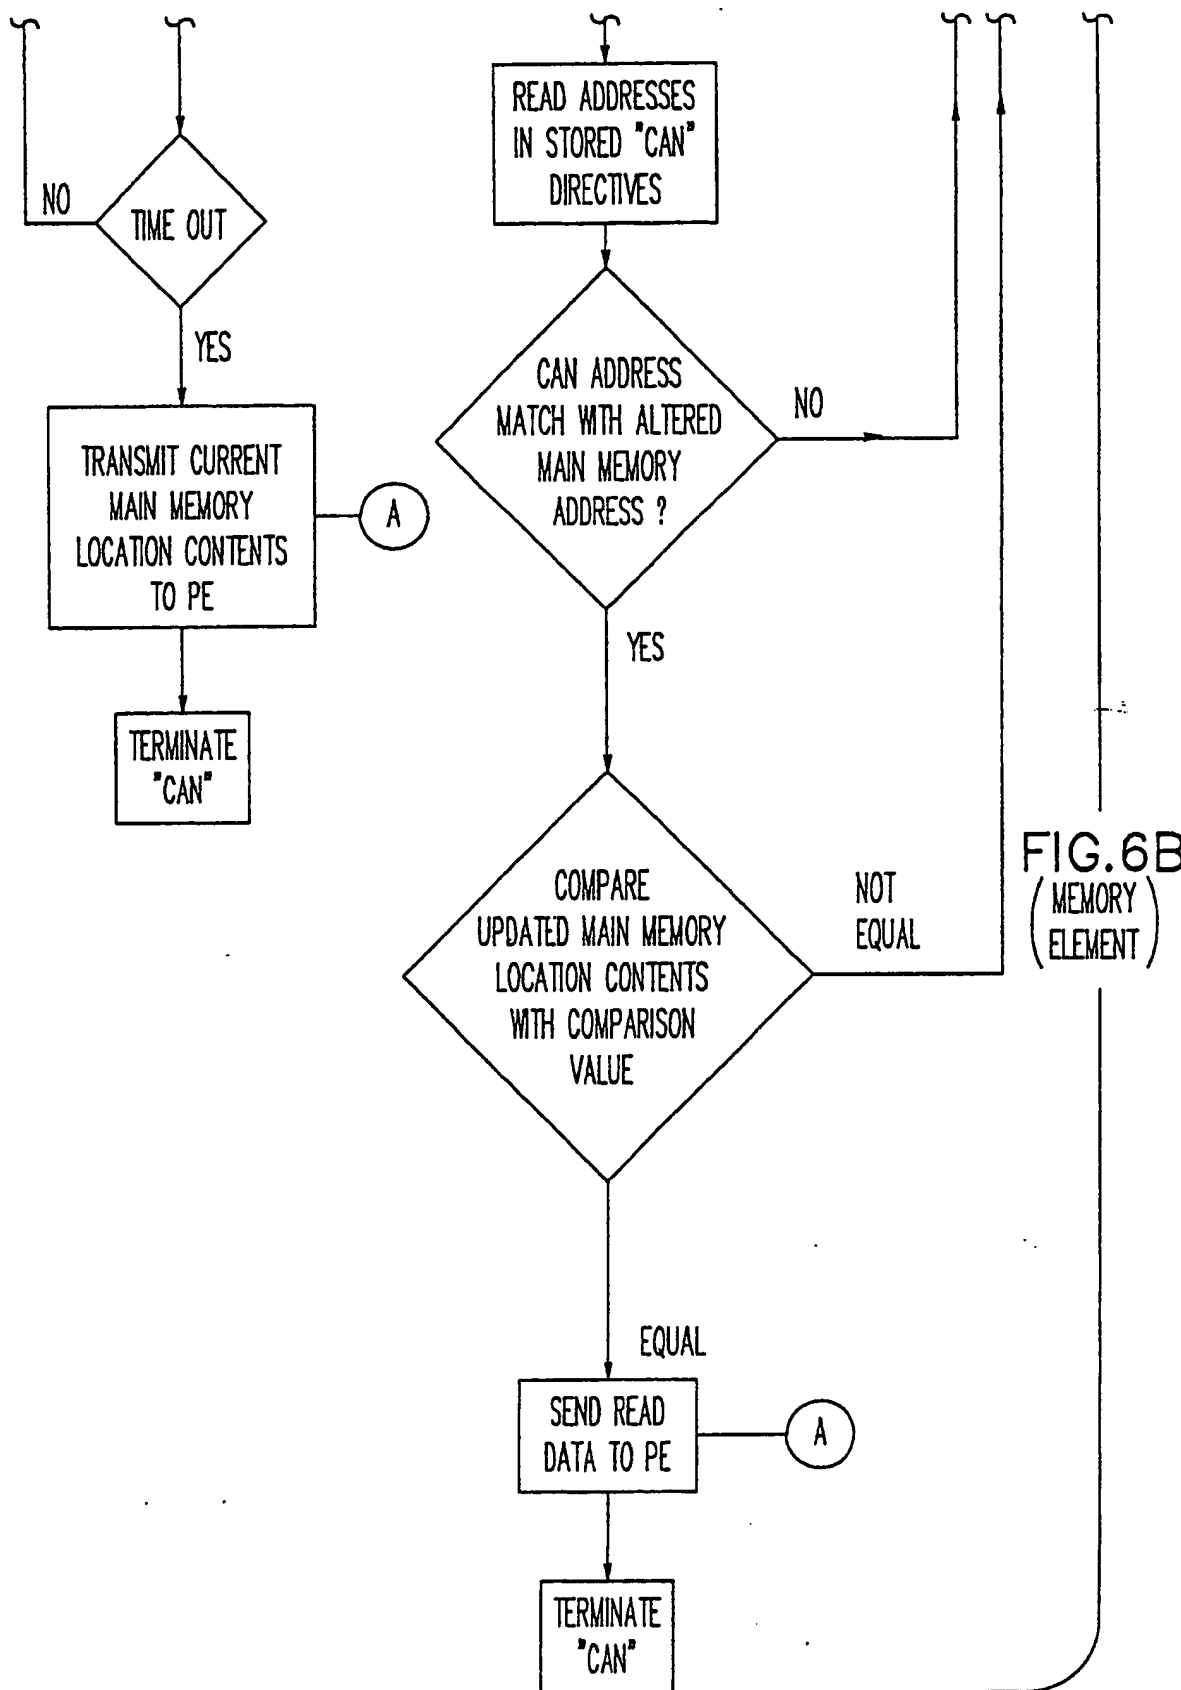 NO
TIME OUT
YES
TRANSMIT CURRENT
MAIN MEMORY
LOCATION CONTENTS
TO PE
A
TERMINATE
"CAN"
READ ADDRESSES
IN STORED "CAN"
DIRECTIVES
CAN ADDRESS
MATCH WITH ALTERED
MAIN MEMORY
ADDRESS ?
NO
YES
COMPARE
UPDATED MAIN MEMORY
LOCATION CONTENTS
WITH COMPARISON
VALUE
NOT
EQUAL
EQUAL
SEND READ
DATA TO PE
A
TERMINATE
"CAN"
FIG.6B
(MEMORY
ELEMENT)